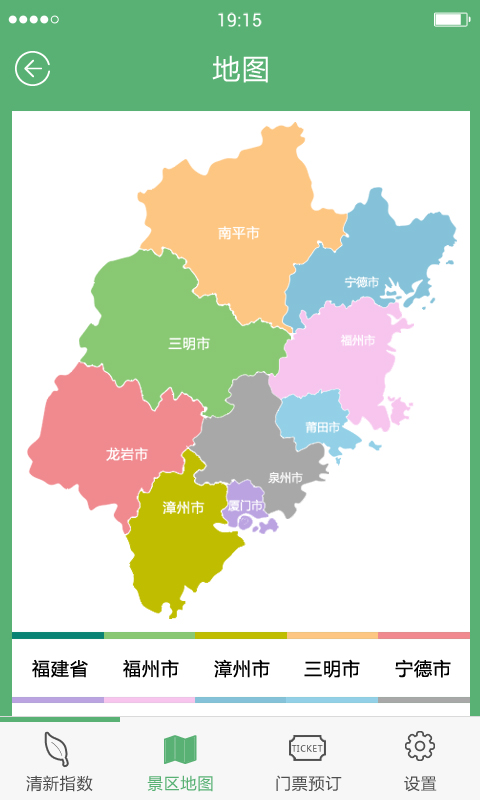 19:15
地图
南平市
宁德市
福州市
三明市
莆田市
龙岩市
泉州市
漳州市
厦门市
福建省 福州市 漳州市 三明市 宁德市
TICKET
清新指数 景区地图 门票预订 设置